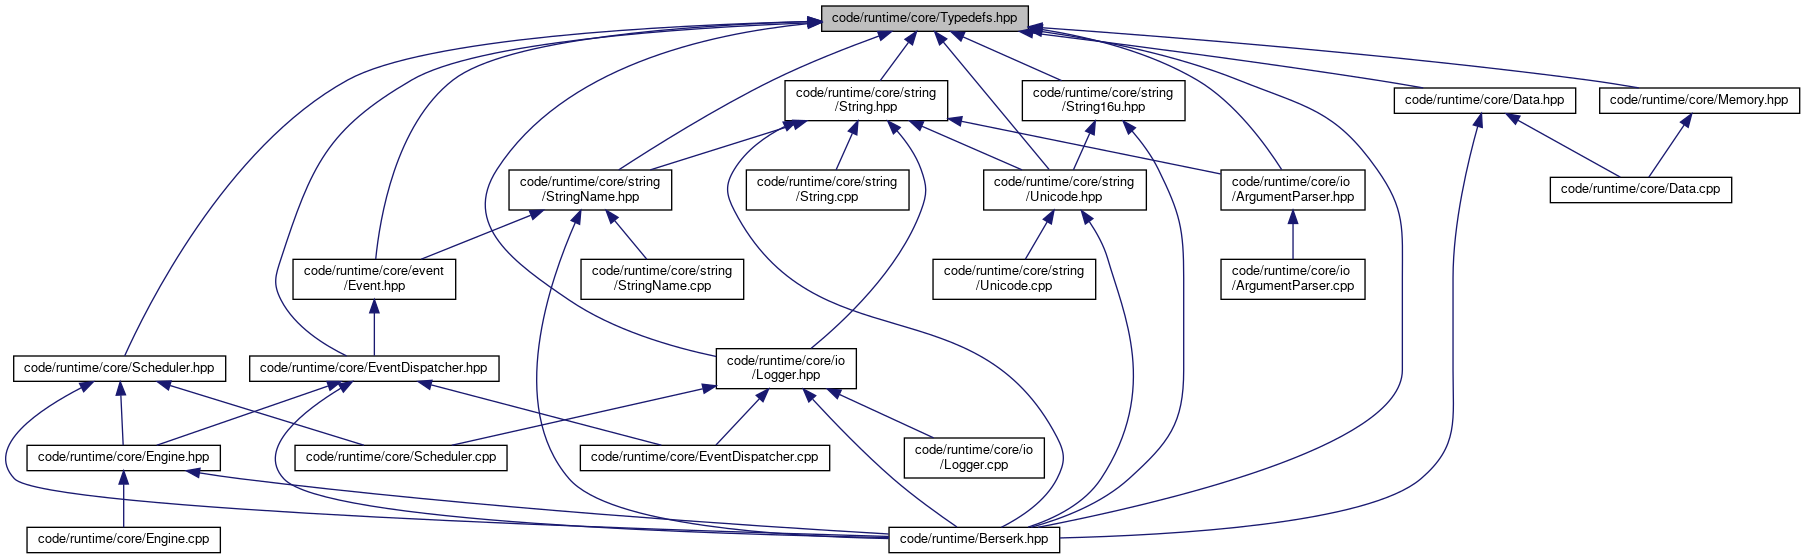 code/runtime/core/Typedefs.hpp
code/runtime/core/string
/String.hpp
code/runtime/core/string
/String16u.hpp
code/runtime/core/Data.hpp
code/runtime/core/Memory.hpp
code/runtime/core/string
/StringName.hpp
code/runtime/core/string
/String.cpp
code/runtime/core/string
/Unicode.hpp
code/runtime/core/io
/ArgumentParser.hpp
code/runtime/core/Data.cpp
code/runtime/core/event
/Event.hpp
code/runtime/core/string
/StringName.cpp
code/runtime/core/string
/Unicode.cpp
code/runtime/core/io
/ArgumentParser.cpp
code/runtime/core/Scheduler.hpp
code/runtime/core/EventDispatcher.hpp
code/runtime/core/io
/Logger.hpp
code/runtime/core/Engine.hpp
code/runtime/core/Scheduler.cpp
code/runtime/core/EventDispatcher.cpp
code/runtime/core/io
/Logger.cpp
code/runtime/core/Engine.cpp
code/runtime/Berserk.hpp